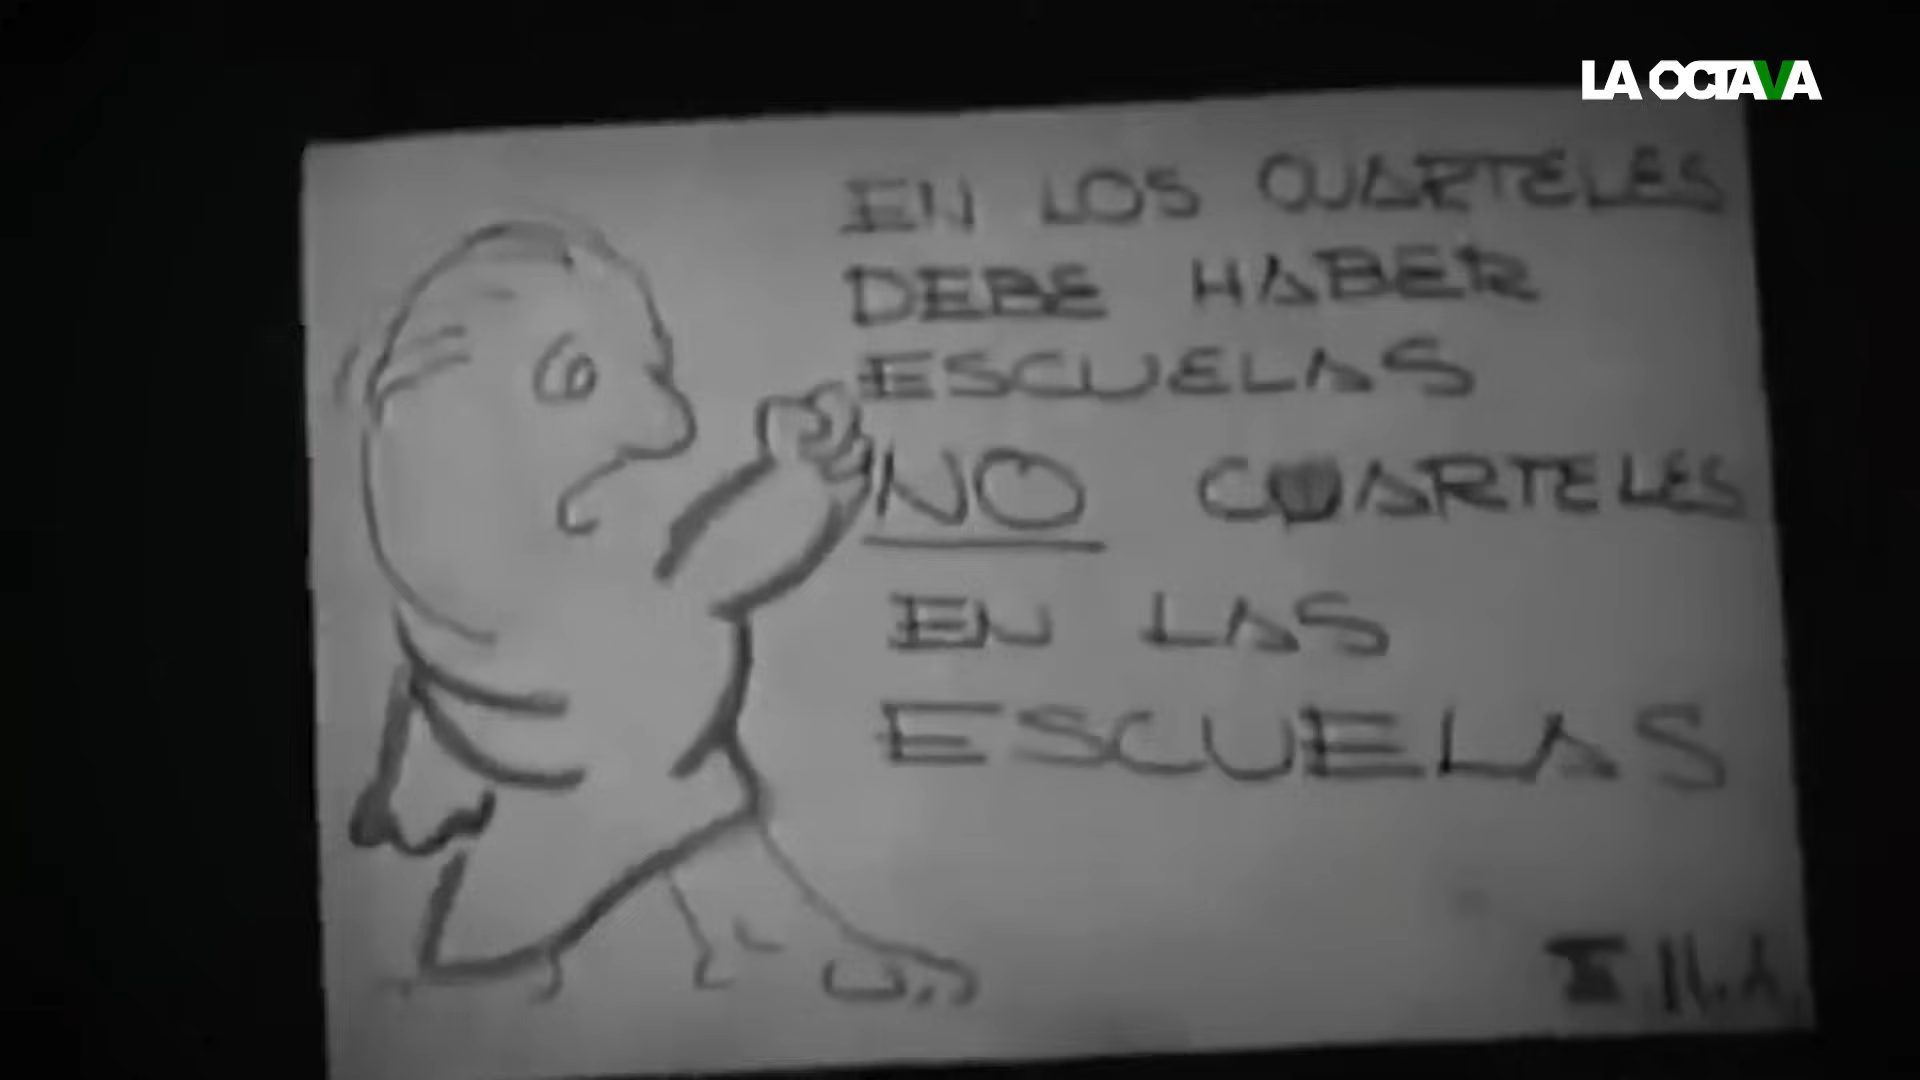 LA OCTAVA
EN LOS CUARTELES
DEBE HABER
ESCUELAS
NO CUARTELES
EN LAS
ESCUELAS